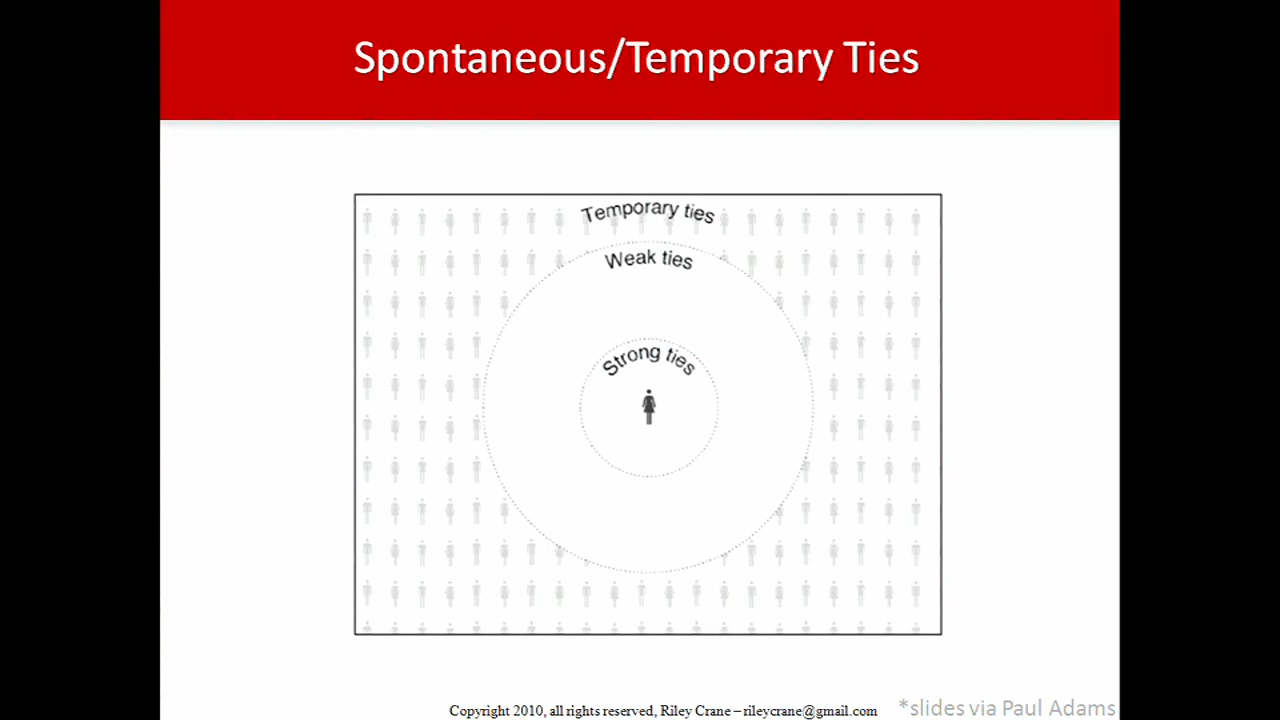 Spontaneous/Temporary Ties
Temporary ties
Weak ties
Strong ties
Copyright 2010, all rights reserved, Riley Crane – rileycrane@gmail.com
*slides via Paul Adams